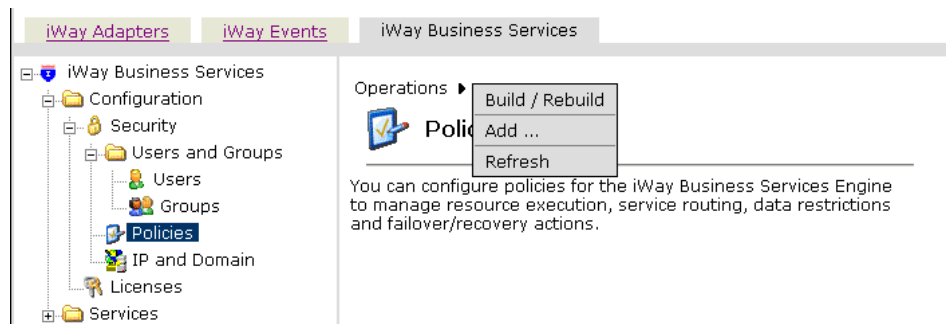 iWay Adapters iWay Events iWay Business Services
iWay Business Services
Configuration
Security
Users and Groups
Users
Groups
Policies
IP and Domain
Licenses
Services
Operations
Build / Rebuild
Add ...
Refresh
Polic
You can configure policies for the iWay Business Services Engine
to manage resource execution, service routing, data restrictions
and failover/recovery actions.